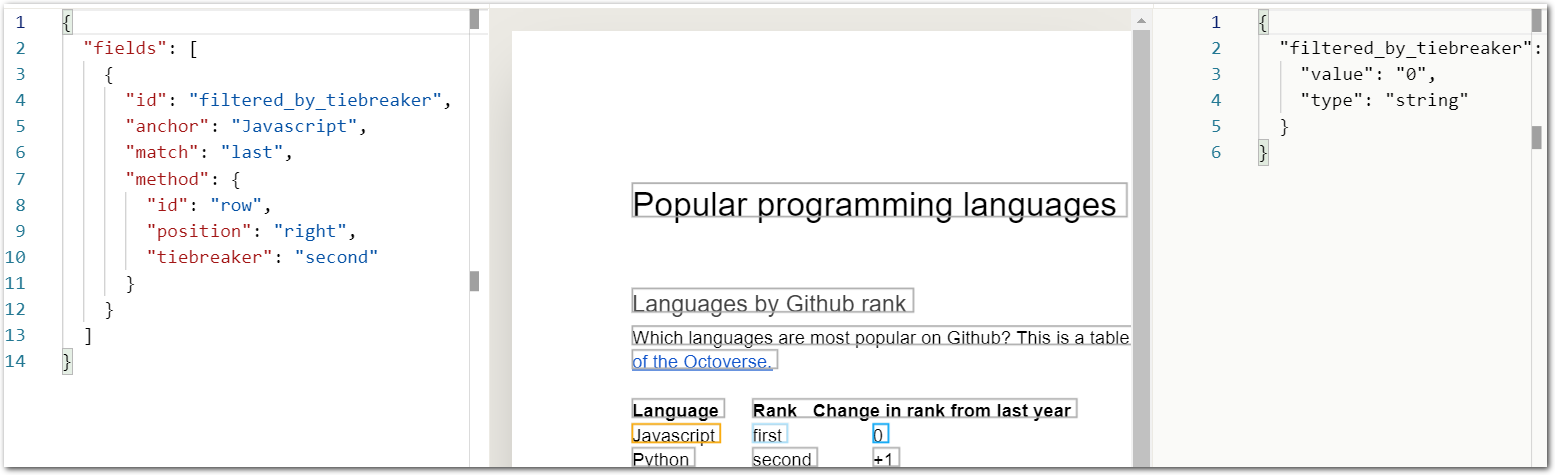 1 {
2 "fields": [
3 {
4 "id": "filtered_by_tiebreaker",
5 "anchor": "Javascript",
6 "match": "last",
7 "method": {
8 "id": "row",
9 "position": "right",
10 "tiebreaker": "second"
11 }
12 }
13 ]
14 }
Popular programming languages
Languages by Github rank
Which languages are most popular on Github? This is a table
of the Octoverse.
Language Rank Change in rank from last year
Javascript first 0
Python second +1
1 {
2 "filtered_by_tiebreaker":
3 "value": "0",
4 "type": "string"
5 }
6 }